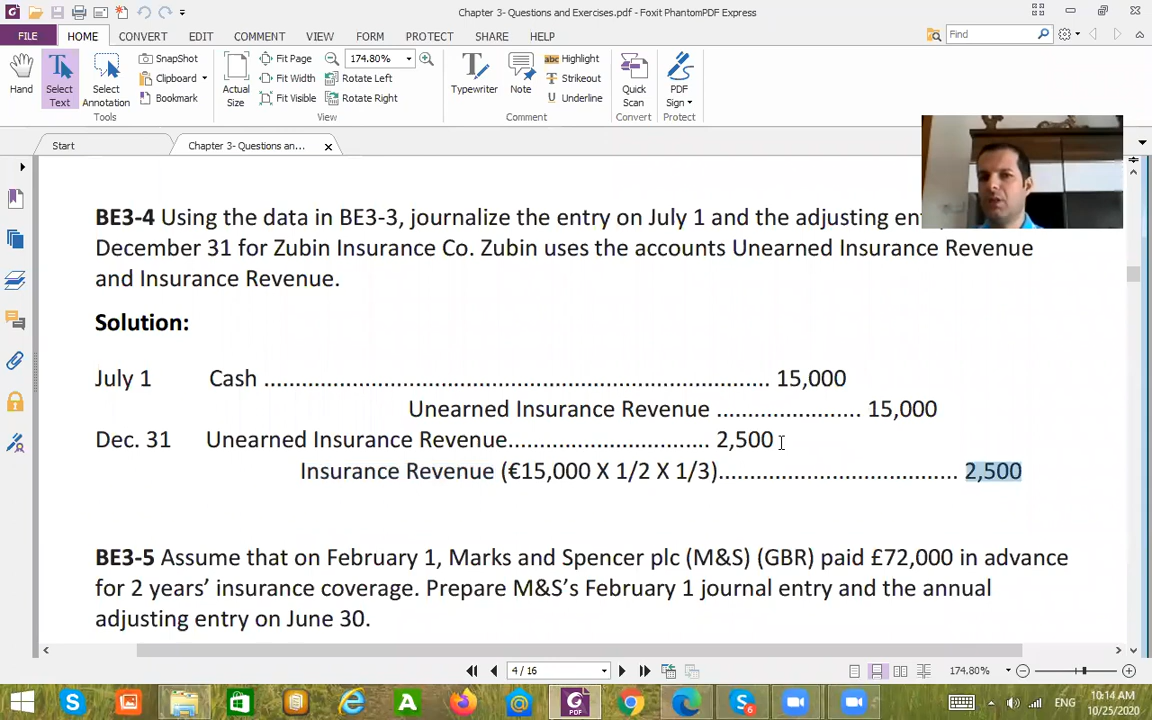 Chapter 3- Questions and Exercises.pdf - Foxit PhantomPDF Express
FILE HOME CONVERT EDIT COMMENT VIEW FORM PROTECT SHARE HELP Find
Hand
Select Text
Select Annotation
SnapShot
Clipboard
Bookmark
Tools
Actual Size
Fit Page
Fit Width
Fit Visible
174.80%
Rotate Left
Rotate Right
View
Typewriter
Note
Highlight
Strikeout
Underline
Comment
Quick Scan
Convert
PDF Sign
Protect
Start Chapter 3- Questions an...
BE3-4 Using the data in BE3-3, journalize the entry on July 1 and the adjusting
December 31 for Zubin Insurance Co. Zubin uses the accounts Unearned Insurance Revenue
and Insurance Revenue.
Solution:
July 1 Cash .................................................................... 15,000
Unearned Insurance Revenue ................... 15,000
Dec. 31 Unearned Insurance Revenue........................... 2,500
Insurance Revenue (€15,000 X 1/2 X 1/3)................................ 2,500
BE3-5 Assume that on February 1, Marks and Spencer plc (M&S) (GBR) paid £72,000 in advance
for 2 years’ insurance coverage. Prepare M&S’s February 1 journal entry and the annual
adjusting entry on June 30.
4 / 16 174.80%
10:14 AM
ENG
10/25/2020